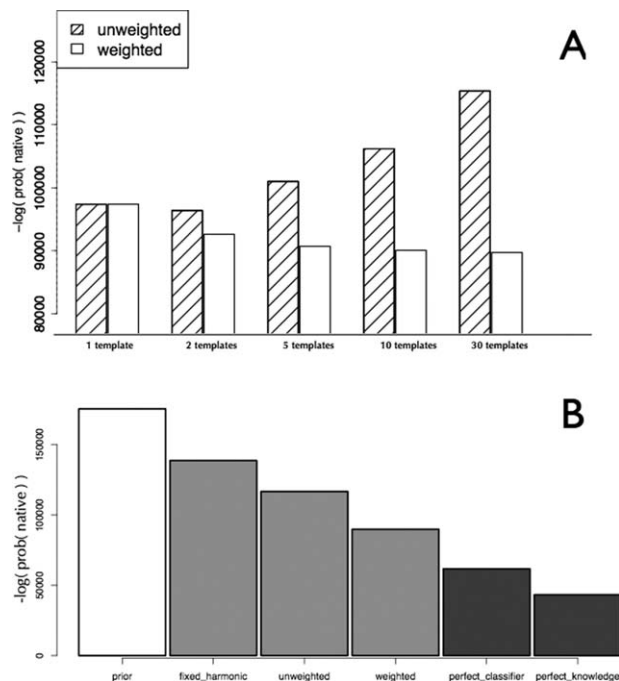 unweighted
weighted
A
-log( prob( native ) )
120000
110000
100000
90000
80000
1 template
2 templates
5 templates
10 templates
30 templates
B
-log( prob( native ) )
150000
100000
50000
0
prior
fixed_harmonic
unweighted
weighted
perfect_classifier
perfect_knowledge